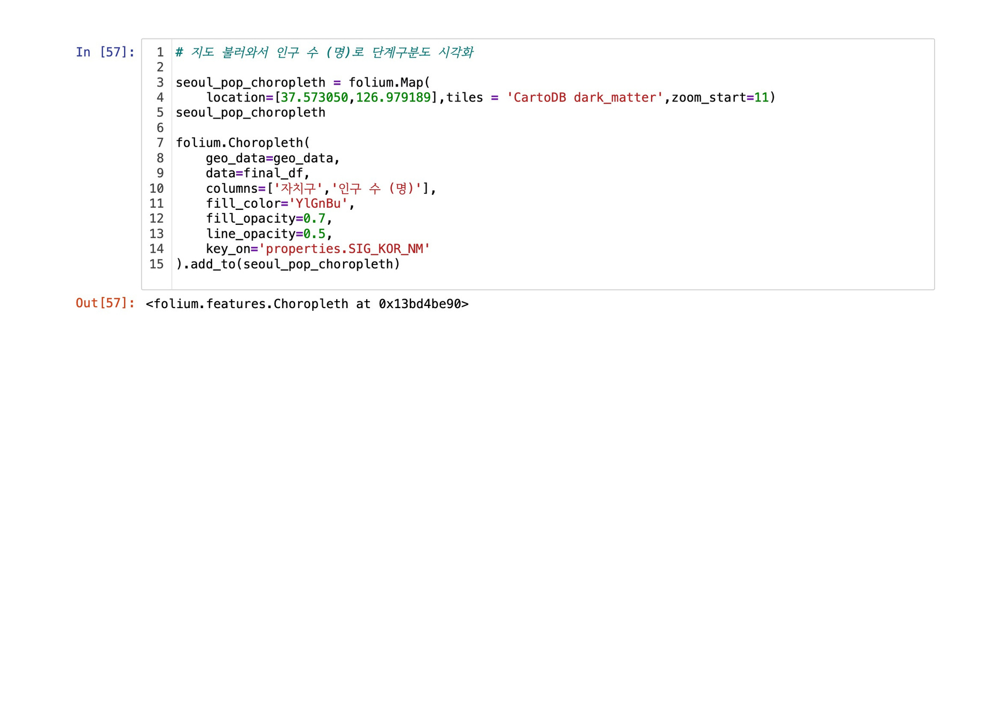 In [57]:
1 # 지도 불러와서 인구 수 (명)로 단계구분도 시각화
2
3 seoul_pop_choropleth = folium.Map(
4     location=[37.573050,126.979189],tiles = 'CartoDB dark_matter',zoom_start=11)
5 seoul_pop_choropleth
6
7 folium.Choropleth(
8     geo_data=geo_data,
9     data=final_df,
10     columns=['자치구','인구 수 (명)'],
11     fill_color='YlGnBu',
12     fill_opacity=0.7,
13     line_opacity=0.5,
14     key_on='properties.SIG_KOR_NM'
15 ).add_to(seoul_pop_choropleth)
Out[57]: <folium.features.Choropleth at 0x13bd4be90>